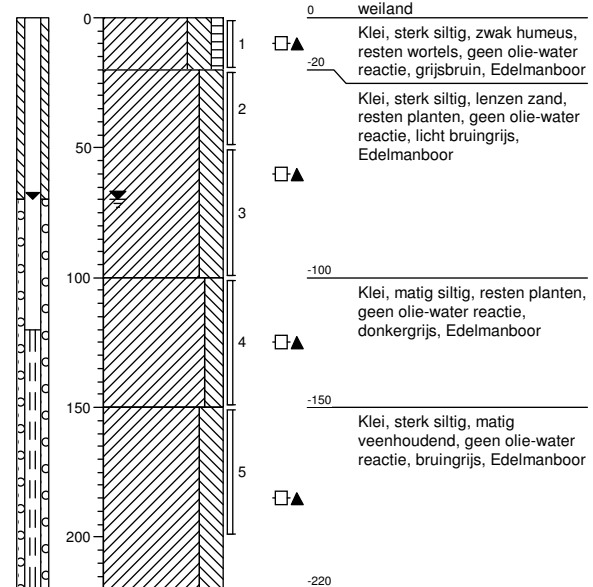 0
50
100
150
200
1
2
3
4
5
0
weiland
Klei, sterk siltig, zwak humeus,
resten wortels, geen olie-water
reactie, grijsbruin, Edelmanboor
-20
Klei, sterk siltig, lenzen zand,
resten planten, geen olie-water
reactie, licht bruingrijs,
Edelmanboor
-100
Klei, matig siltig, resten planten,
geen olie-water reactie,
donkergrijs, Edelmanboor
-150
Klei, sterk siltig, matig
veenhoudend, geen olie-water
reactie, bruingrijs, Edelmanboor
-220